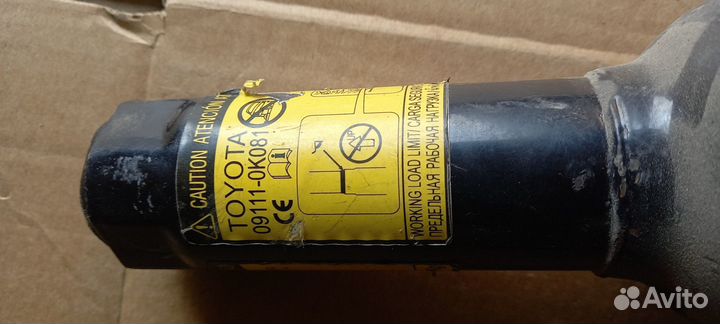 CAUTION ATENCIÓN
TOYOTA
09111-0K081
CE
WORKING LOAD LIMIT/ CARGA
ПРЕДЕЛЬНАЯ РАБОЧАЯ НАГРУЗКА
Avito